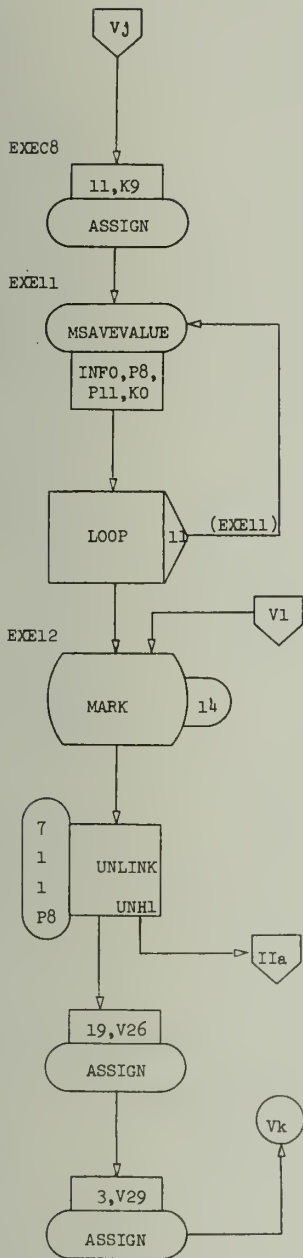 Vj
EXEC8
11,K9
ASSIGN
EXE11
MSAVEVALUE
INFO,P8,
P11,K0
LOOP
11
(EXE11)
V1
EXE12
MARK
14
7
1
1
P8
UNLINK
UNH1
IIa
19,V26
ASSIGN
Vk
3,V29
ASSIGN